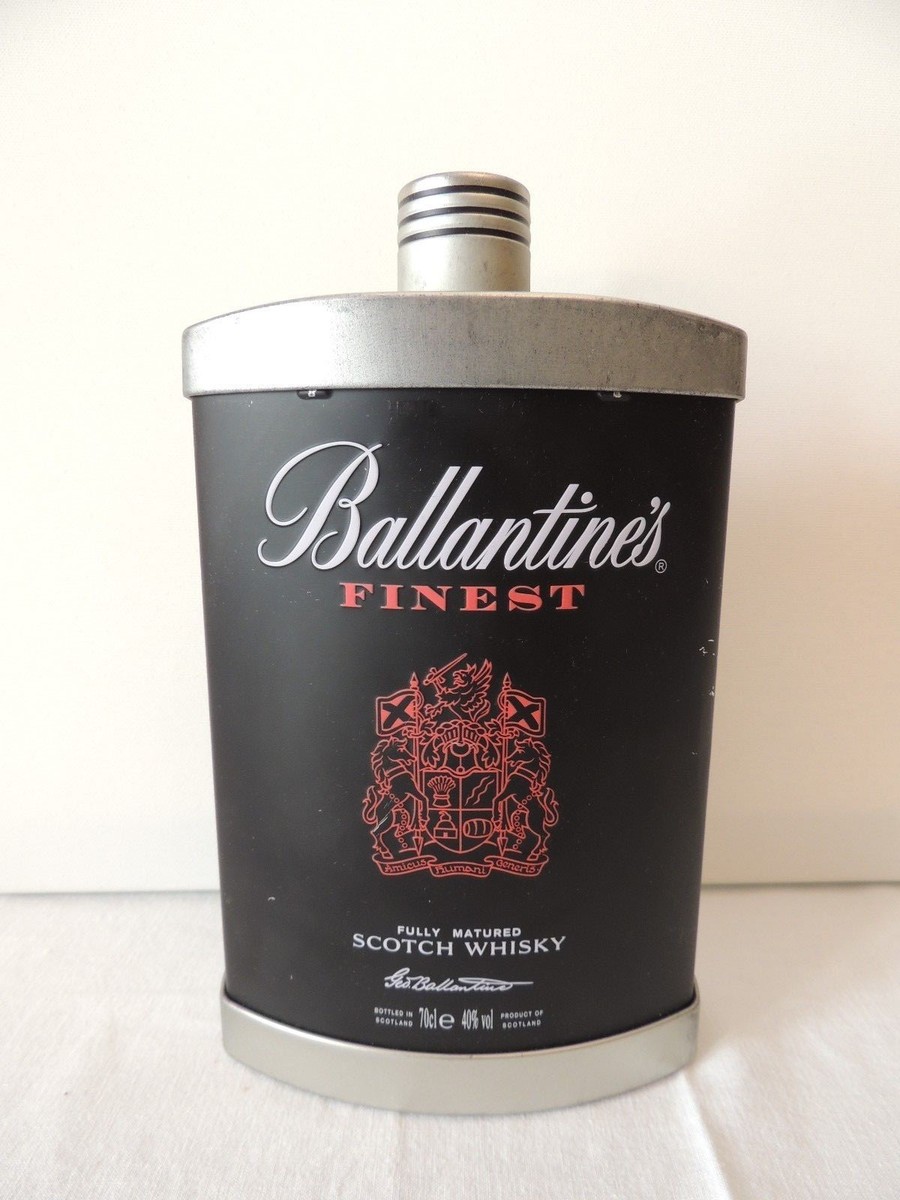 Ballantine's®
FINEST
Amicus Humani Generis
FULLY MATURED
SCOTCH WHISKY
Geo. Ballantine
BOTTLED IN SCOTLAND 70cl e 40% vol PRODUCT OF SCOTLAND